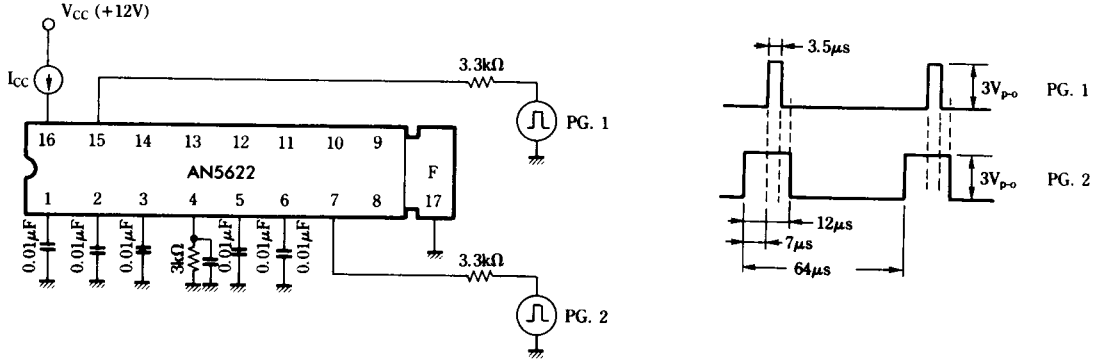 VCC (+12V)
ICC
3.3kΩ
PG. 1
16 15 14 13 12 11 10 9
AN5622
F
1 2 3 4 5 6 7 8 17
0.01μF
0.01μF
0.01μF
3kΩ
0.01μF
0.01μF
0.01μF
3.3kΩ
PG. 2
3.5μs
3Vp-o PG. 1
3Vp-o PG. 2
12μs
7μs
64μs